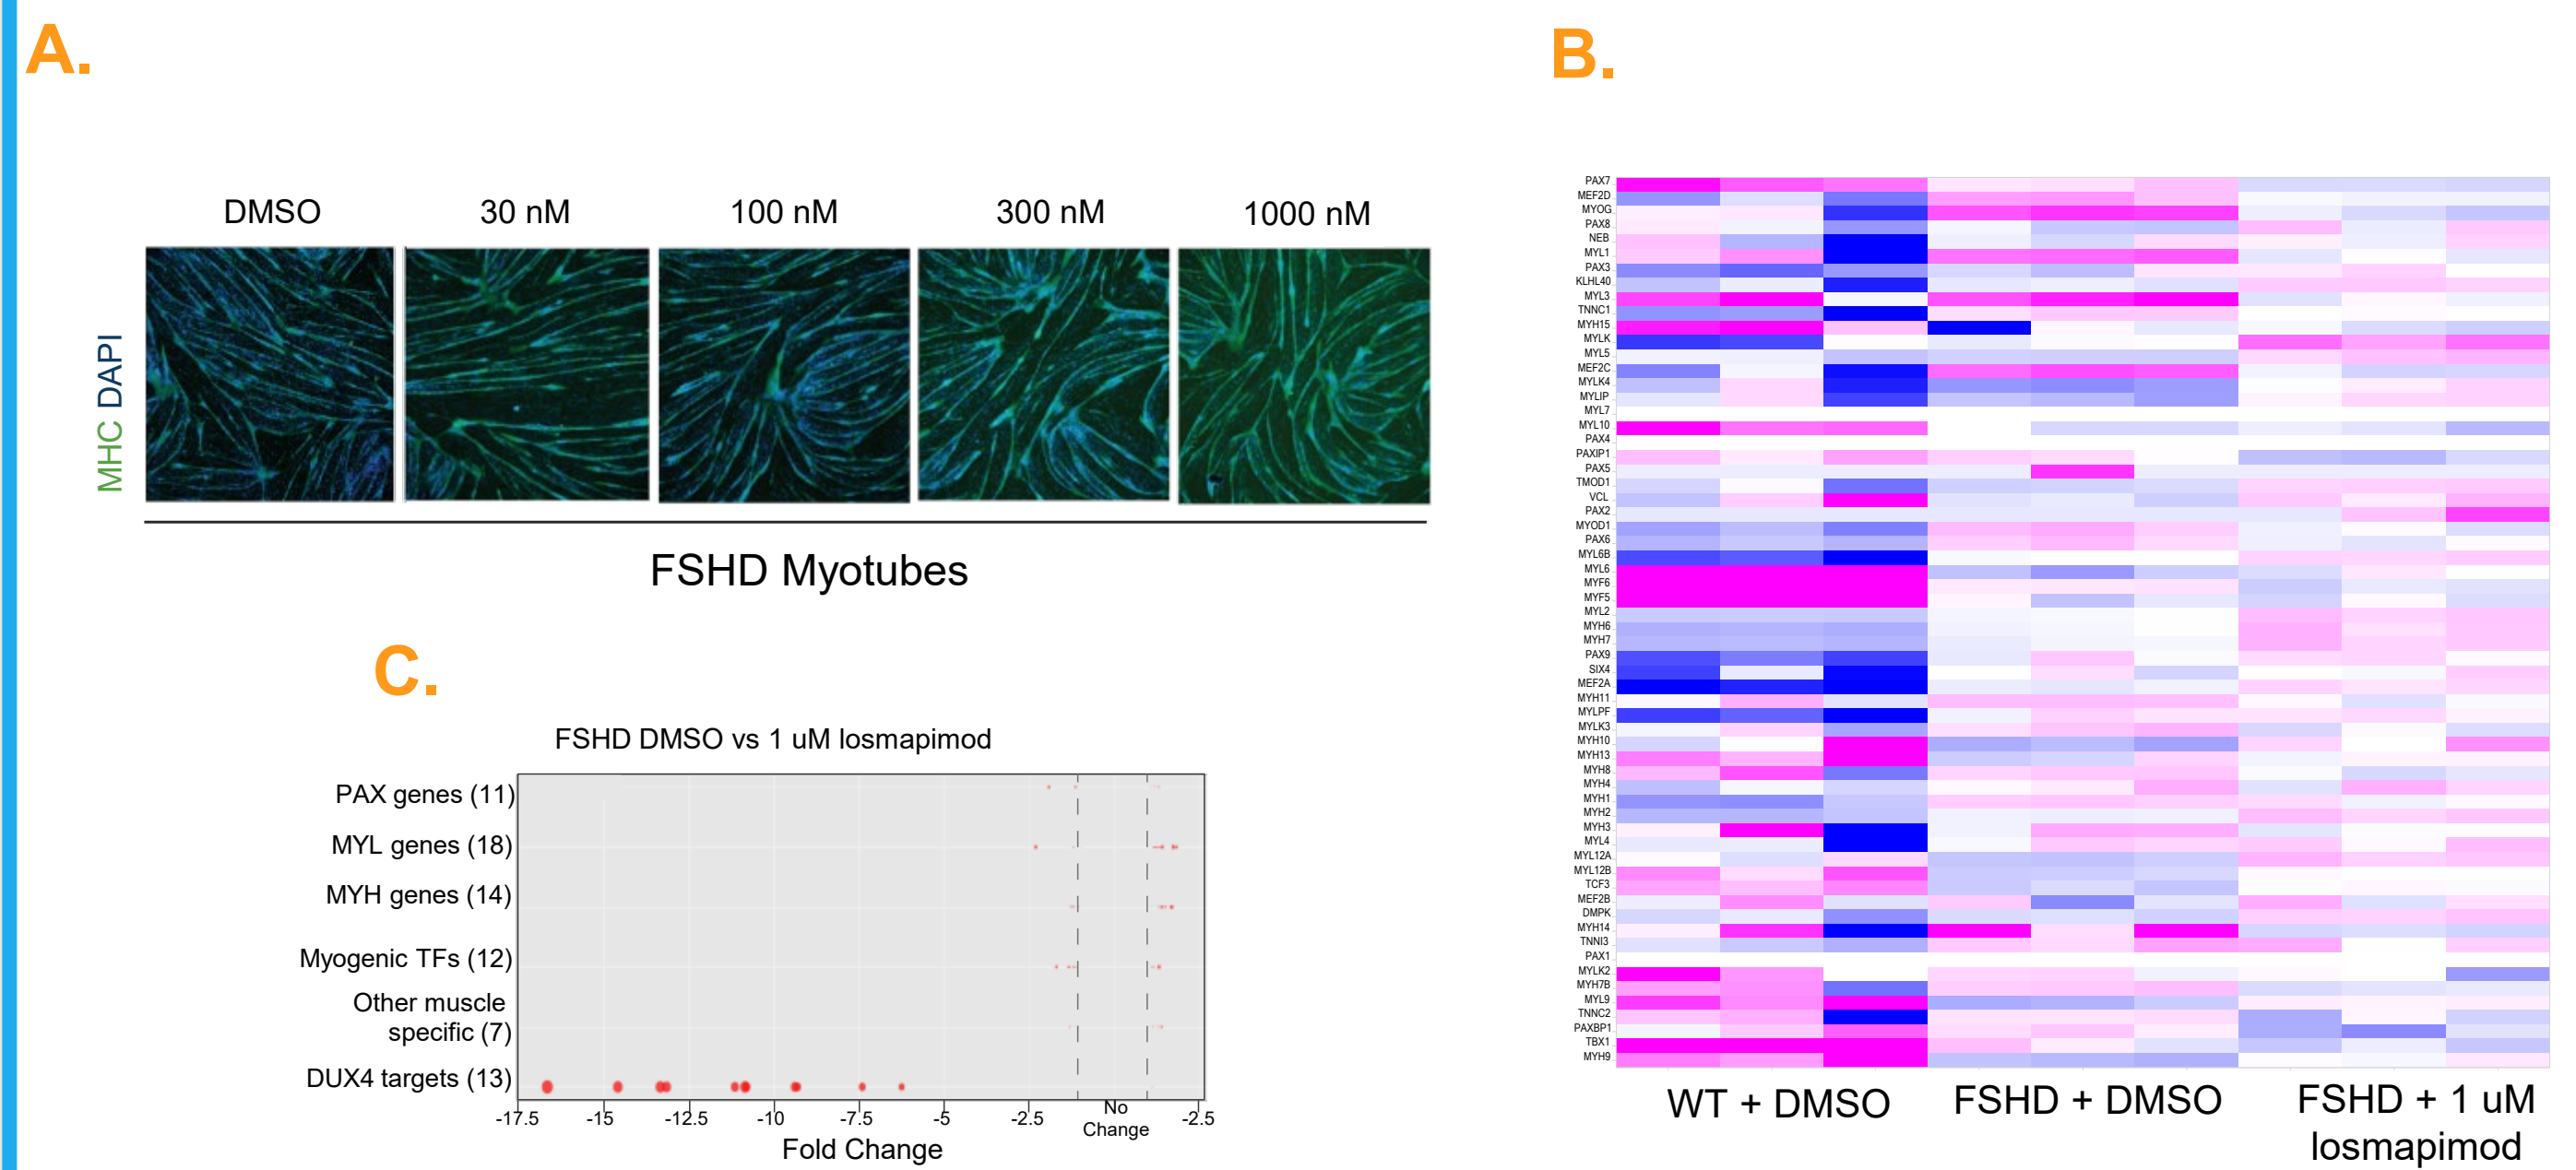 A.
DMSO 30 nM 100 nM 300 nM 1000 nM
MHC DAPI
FSHD Myotubes
B.
PAX7
MEF2D
MYOG
PAX8
NEB
MYL1
PAX3
KLHL40
MYL3
TNNC1
MYH15
MYLK
MYL5
MEF2C
MYLK4
MYLIP
MYL7
MYL10
PAX4
PAXIP1
PAX5
TMOD1
VCL
PAX2
MYOD1
PAX6
MYL6B
MYL6
MYF6
MYF5
MYL2
MYH6
MYH7
PAX9
SIX4
MEF2A
MYH11
MYLPF
MYLK3
MYH10
MYH13
MYH8
MYH4
MYH1
MYH2
MYH3
MYL4
MYL12A
MYL12B
TCF3
MEF2B
DMPK
MYH14
TNNI3
PAX1
MYLK2
MYH7B
MYL9
TNNC2
PAXBP1
TBX1
MYH9
WT + DMSO FSHD + DMSO FSHD + 1 uM
losmapimod
C.
FSHD DMSO vs 1 uM losmapimod
PAX genes (11)
MYL genes (18)
MYH genes (14)
Myogenic TFs (12)
Other muscle
specific (7)
DUX4 targets (13)
-17.5 -15 -12.5 -10 -7.5 -5 -2.5 No -2.5
Change
Fold Change